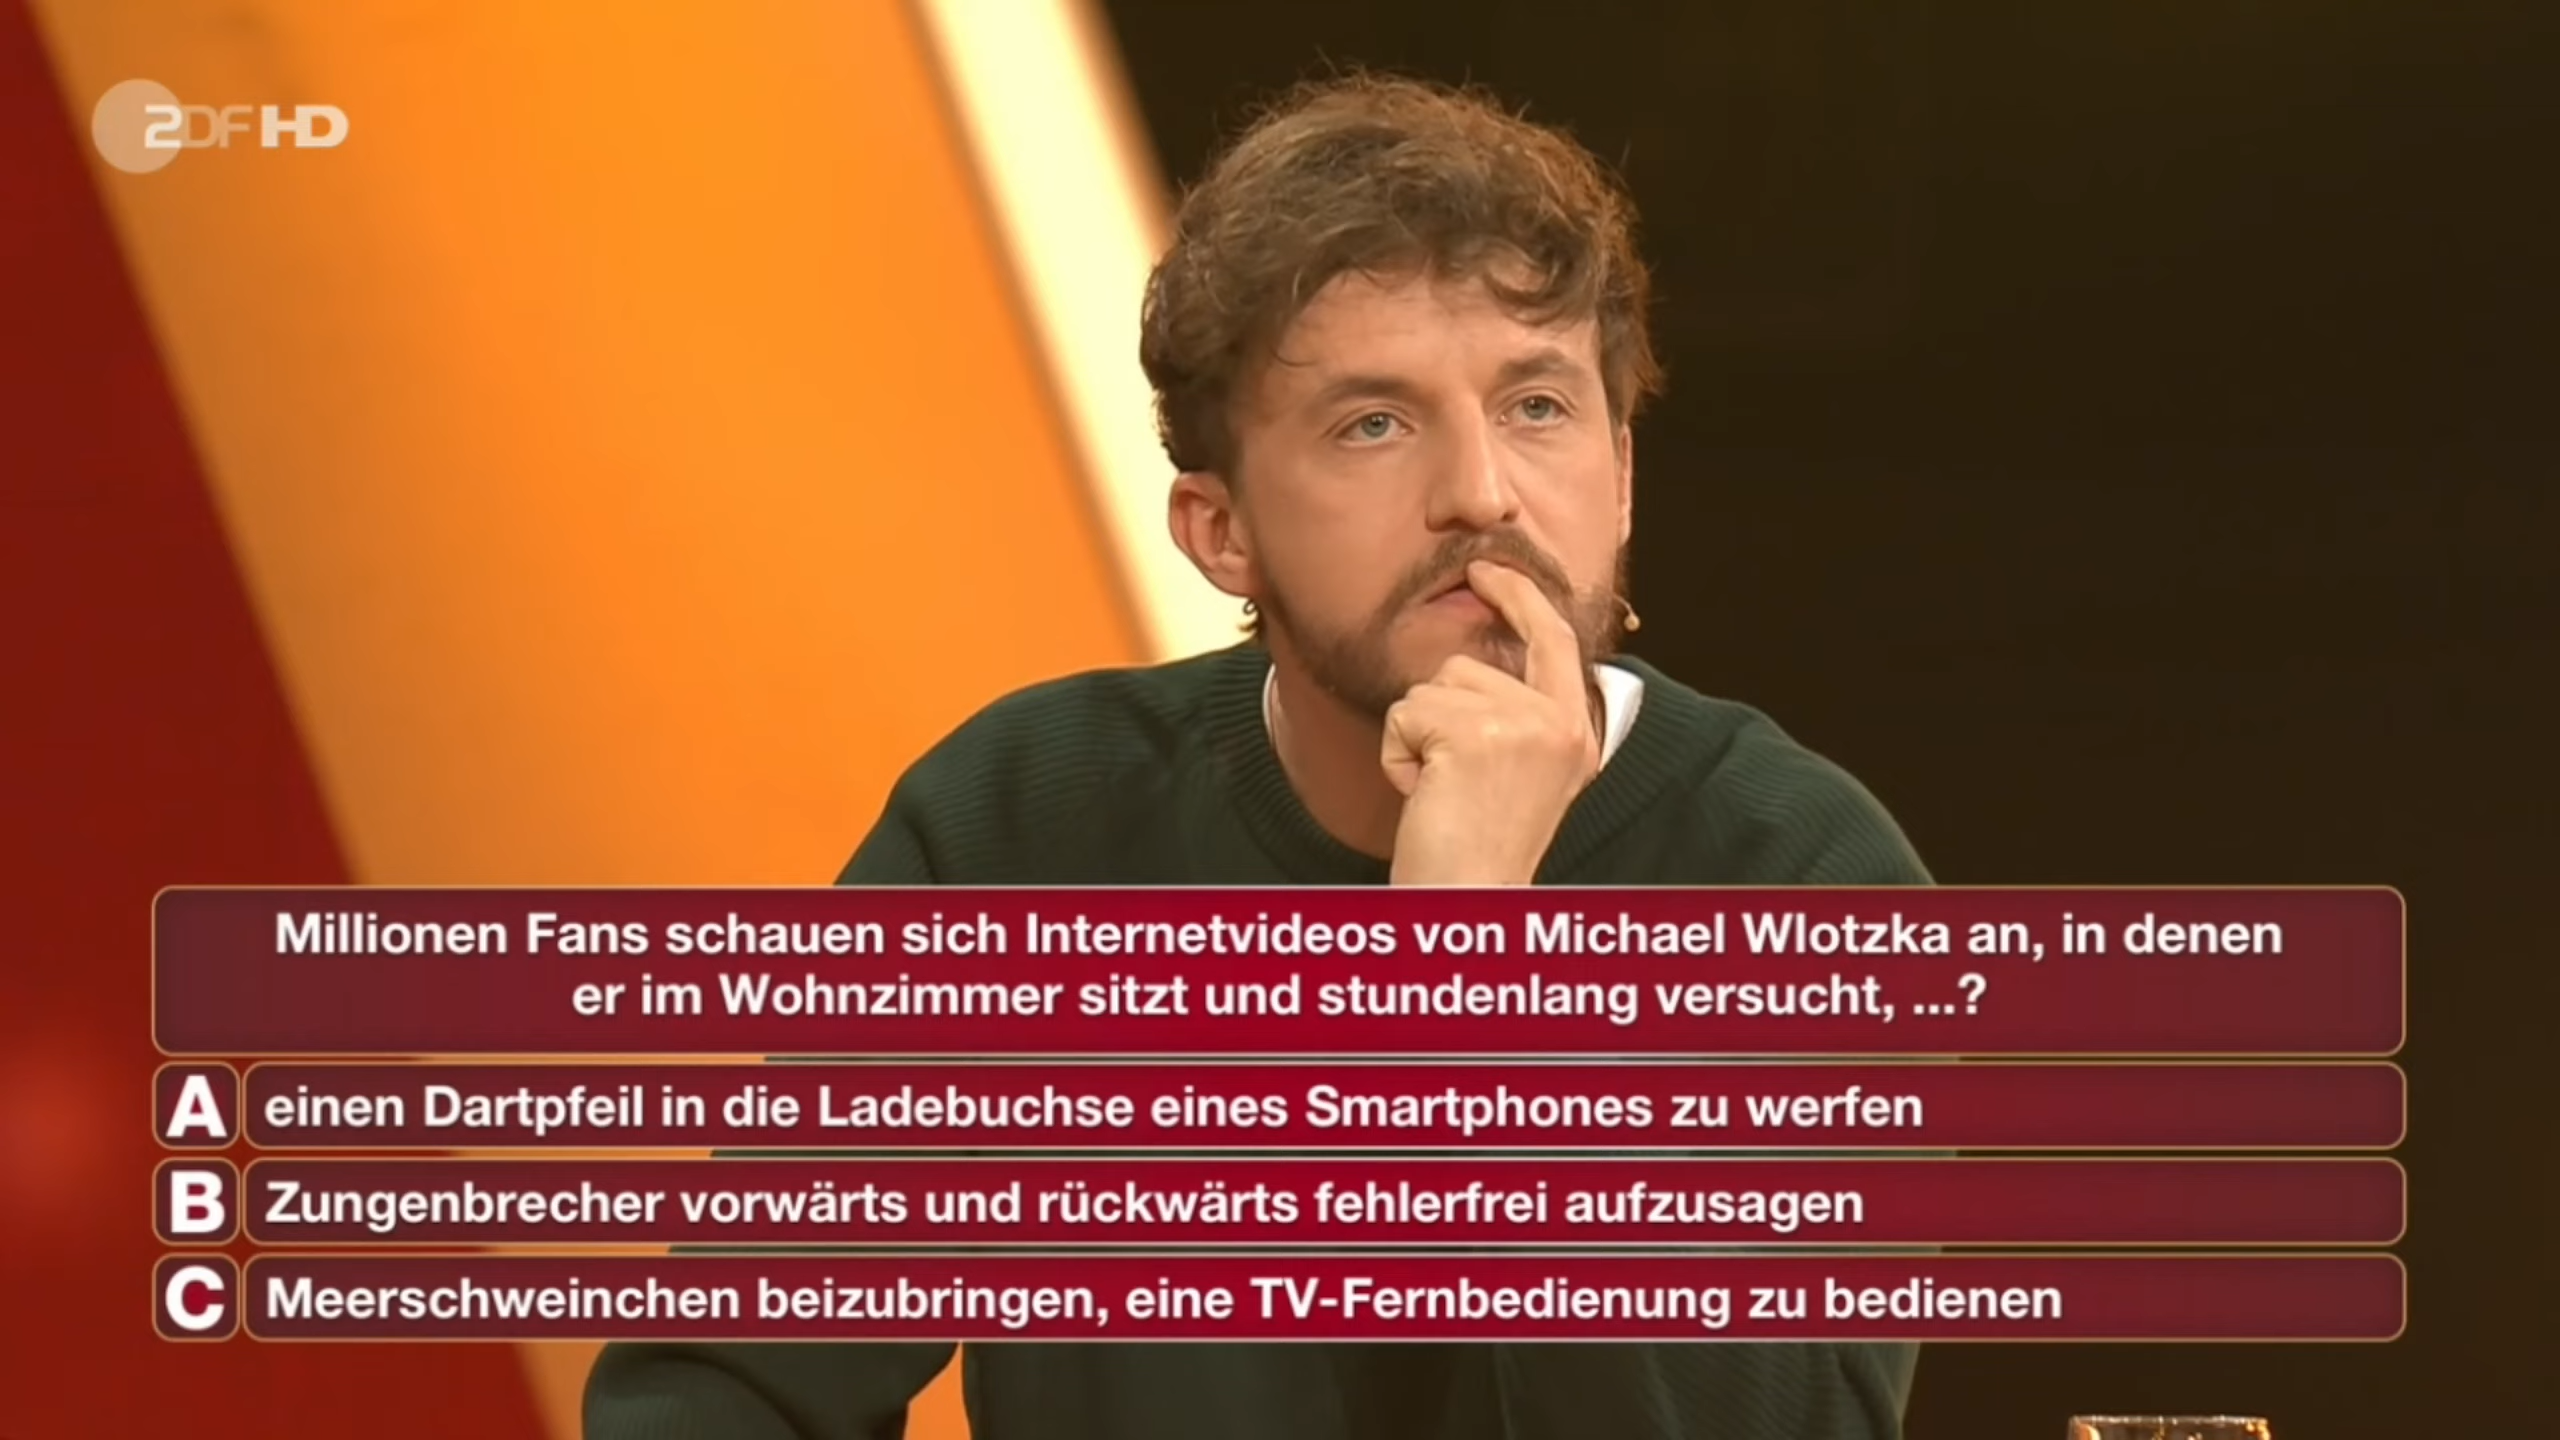 ZDF HD
Millionen Fans schauen sich Internetvideos von Michael Wlotzka an, in denen
er im Wohnzimmer sitzt und stundenlang versucht, ...?
A einen Dartpfeil in die Ladebuchse eines Smartphones zu werfen
B Zungenbrecher vorwärts und rückwärts fehlerfrei aufzusagen
C Meerschweinchen beizubringen, eine TV-Fernbedienung zu bedienen